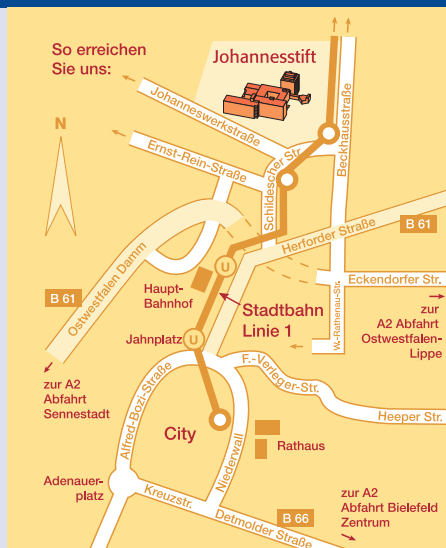 So erreichen
Sie uns:
Johannesstift
Johanneswerkstraße
Ernst-Rein-Straße
Schildescher Str.
Beckhausstraße
N
B 61
Herforder Straße
Ostwestfalen Damm
U
Eckendorfer Str.
B 61
Haupt-
Bahnhof
Stadtbahn
Linie 1
W.-Rathenau-Str.
zur
A2 Abfahrt
Ostwestfalen-
Lippe
Jahnplatz
U
zur A2
Abfahrt
Sennestadt
F.-Verleger-Str.
Heeper Str.
Alfred-Bozi-Straße
City
Niederwall
Rathaus
Adenauer-
platz
Kreuzstr.
B 66
Detmolder Straße
zur A2
Abfahrt Bielefeld
Zentrum